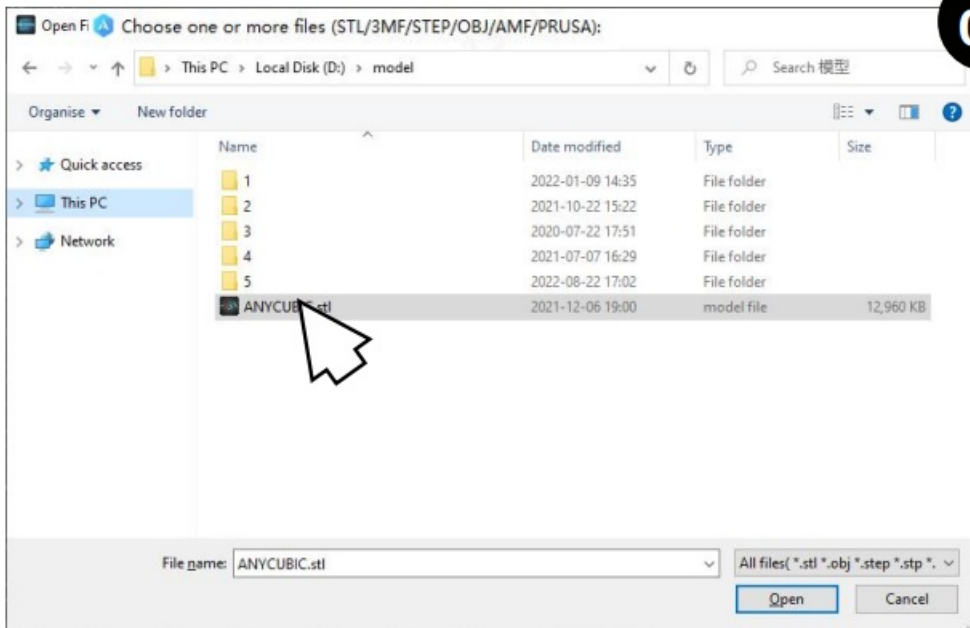 Open Fi Choose one or more files (STL/3MF/STEP/OBJ/AMF/PRUSA):
This PC > Local Disk (D:) > model Search 模型
Organise New folder
Name Date modified Type Size
Quick access
1 2022-01-09 14:35 File folder
This PC
2 2021-10-22 15:22 File folder
3 2020-07-22 17:51 File folder
Network
4 2021-07-07 16:29 File folder
5 2022-08-22 17:02 File folder
ANYCUBIC.stl 2021-12-06 19:00 model file 12,960 KB
File name: ANYCUBIC.stl All files( *.stl *.obj *.step *.stp *.
Open Cancel